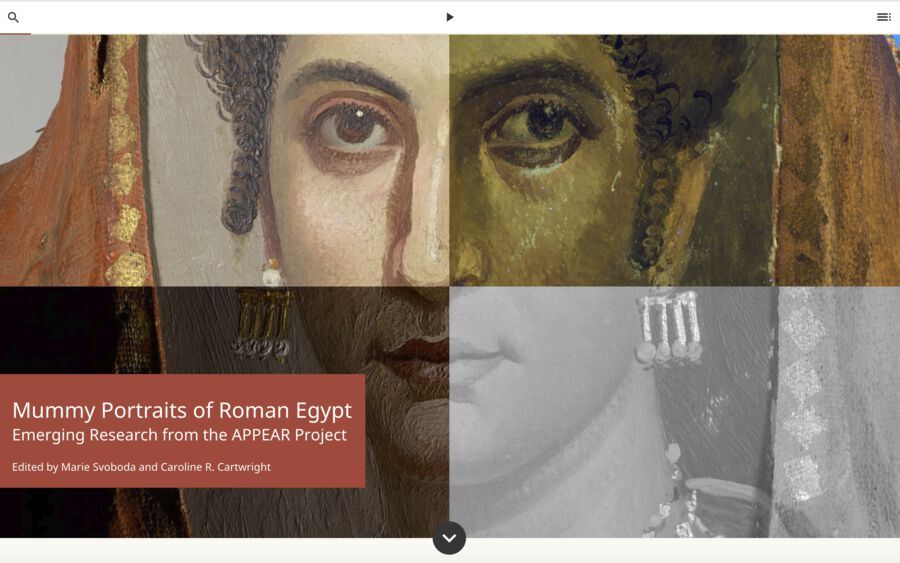 Mummy Portraits of Roman Egypt
Emerging Research from the APPEAR Project
Edited by Marie Svoboda and Caroline R. Cartwright